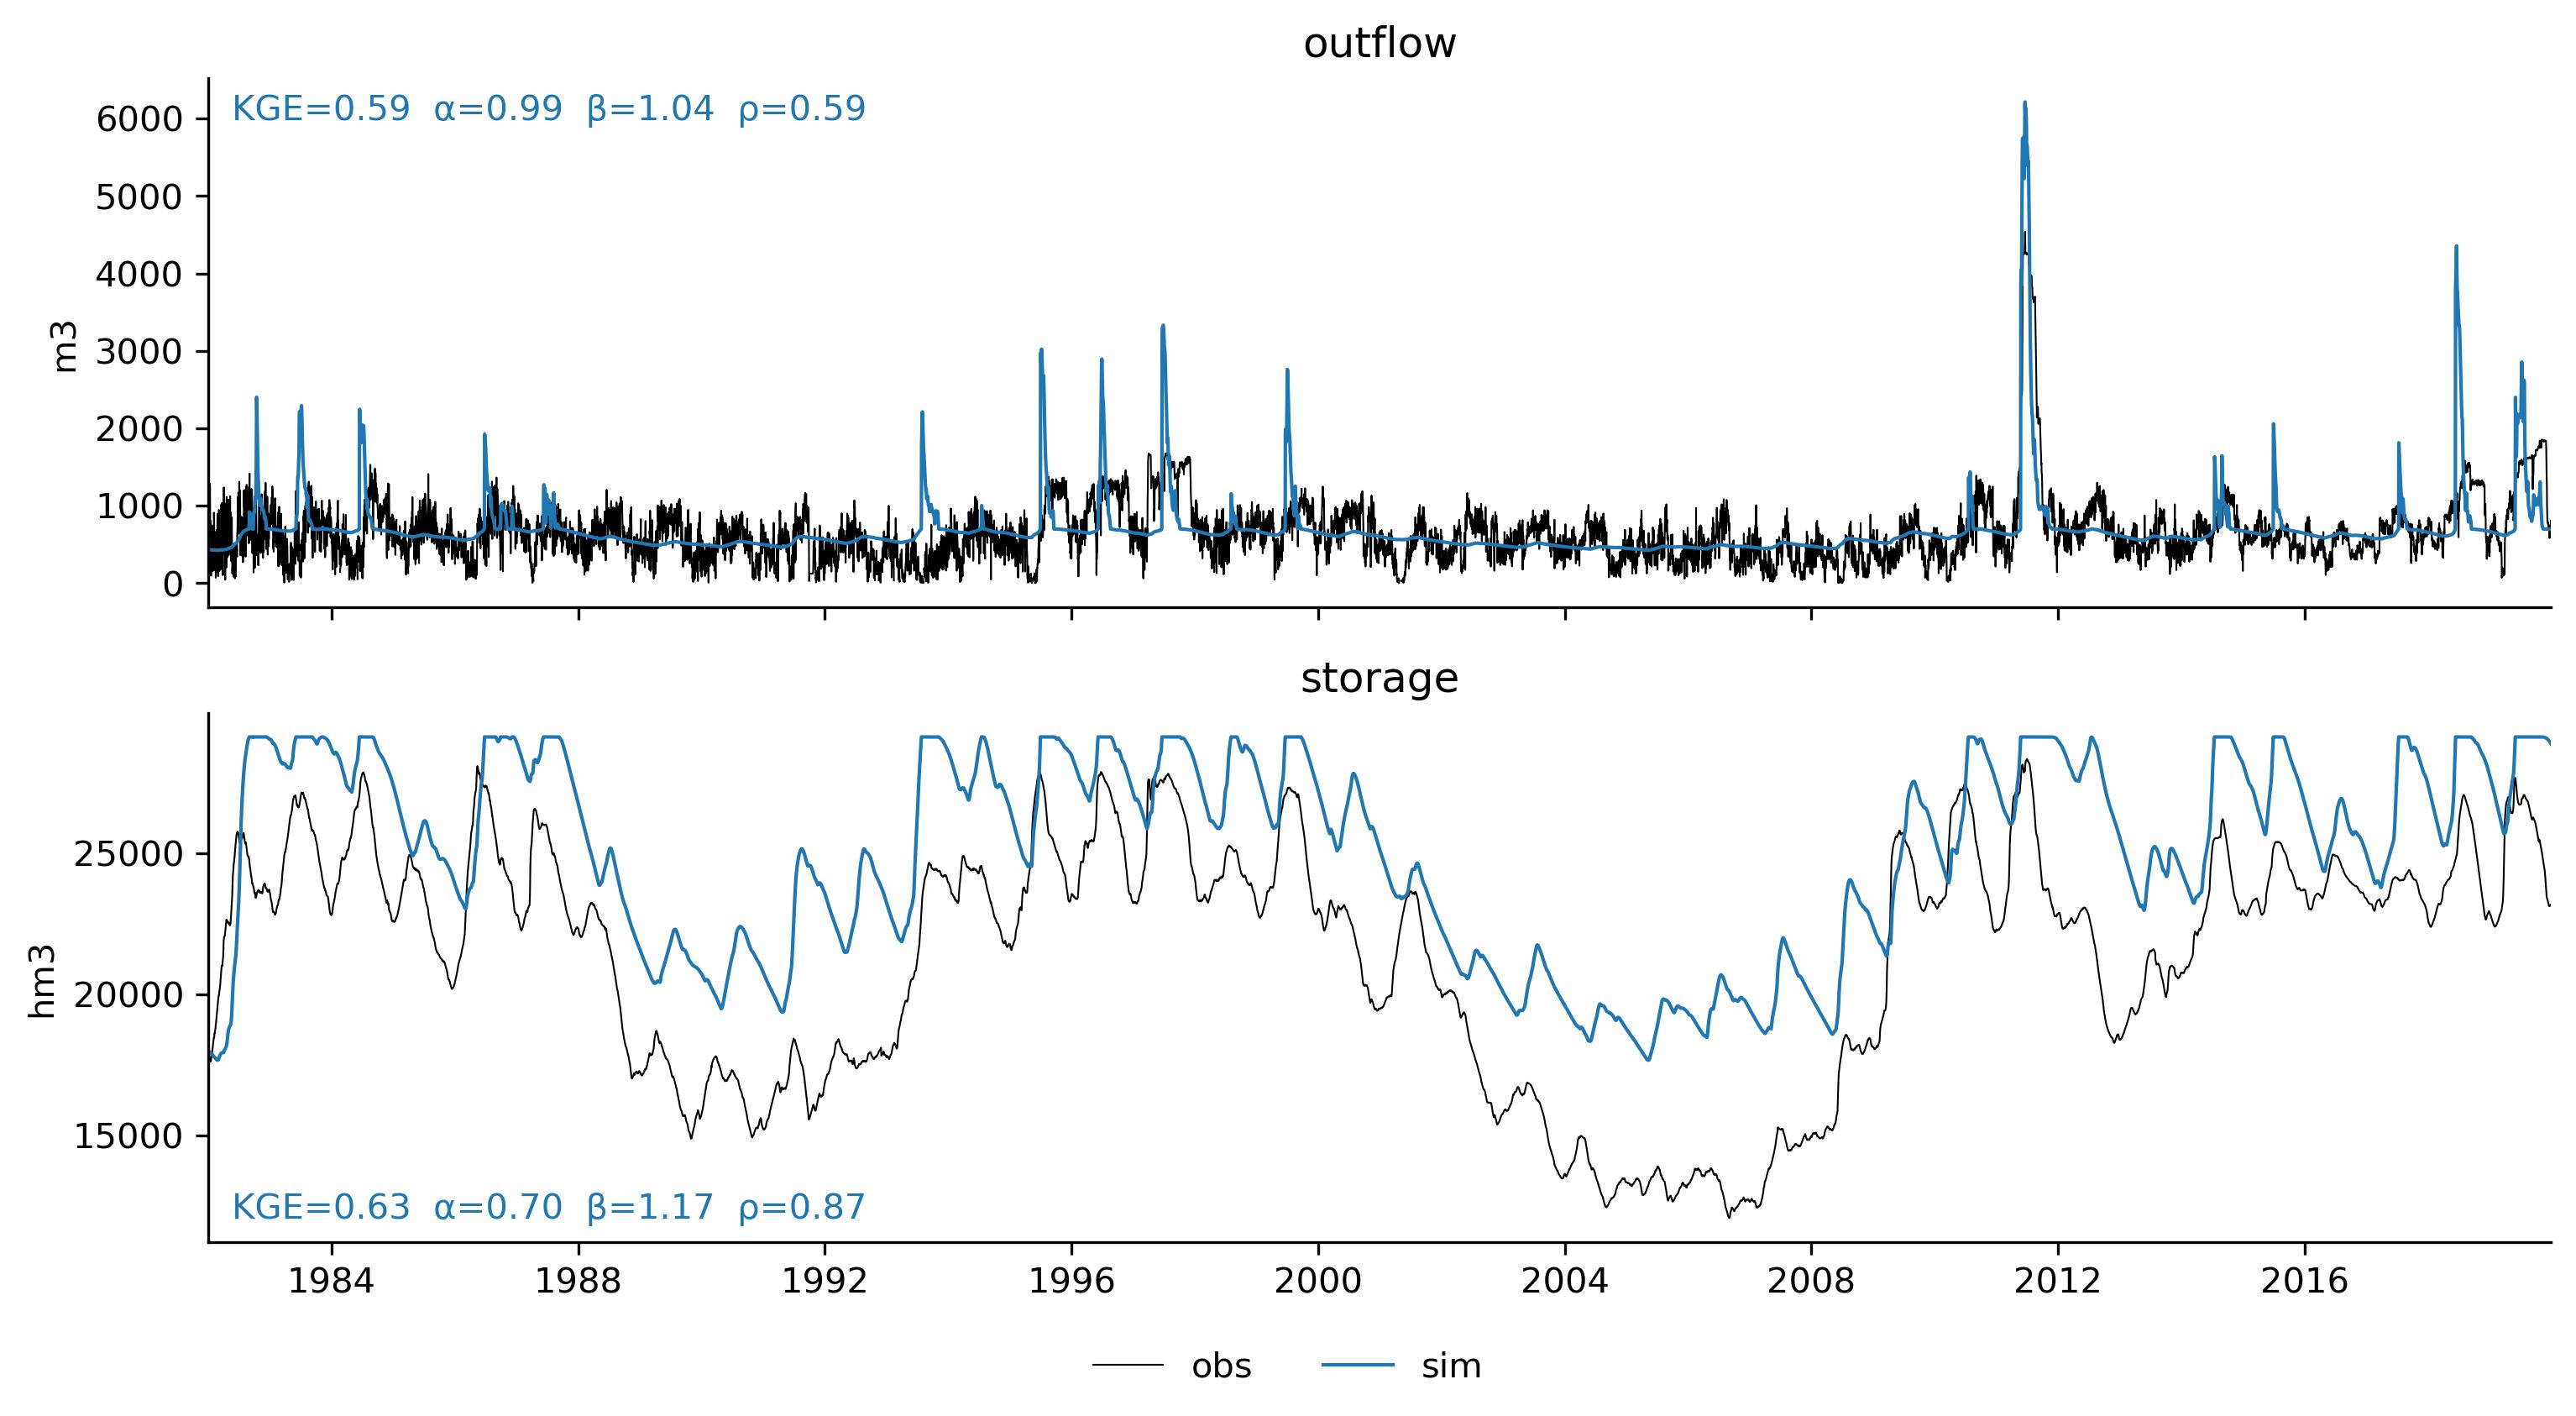 outflow
KGE=0.59 α=0.99 β=1.04 ρ=0.59
6000
5000
4000
3000
2000
1000
0
m3
storage
25000
20000
15000
hm3
KGE=0.63 α=0.70 β=1.17 ρ=0.87
1984 1988 1992 1996 2000 2004 2008 2012 2016
obs sim